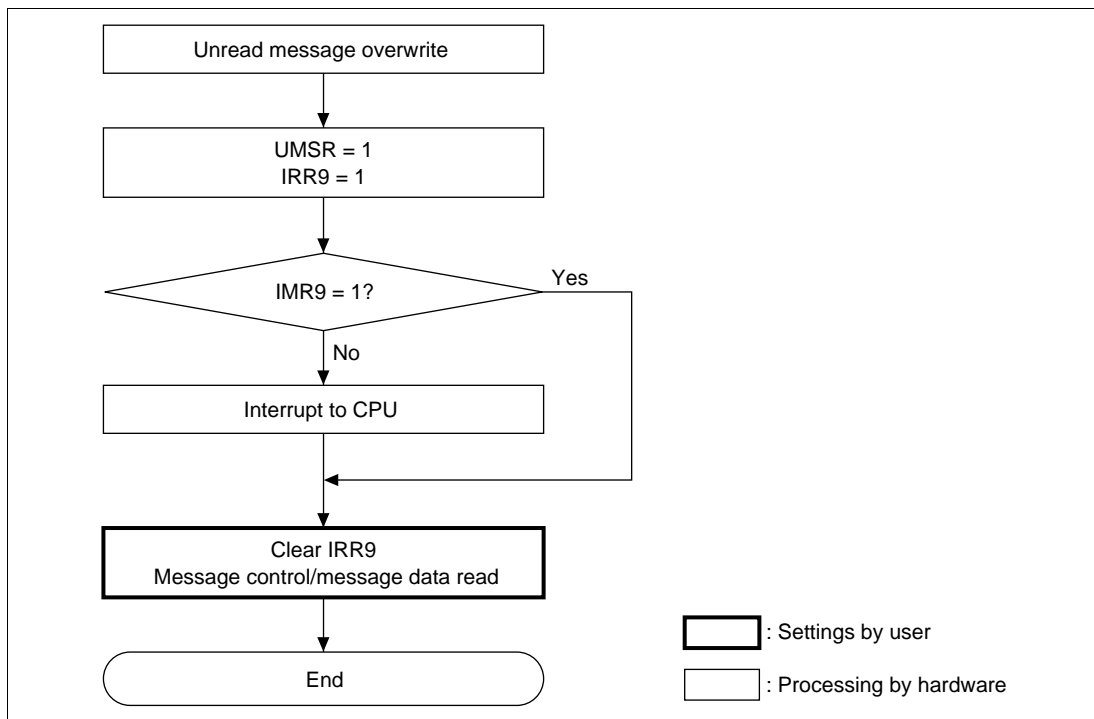 Unread message overwrite
UMSR = 1
IRR9 = 1
IMR9 = 1?
Yes
No
Interrupt to CPU
Clear IRR9
Message control/message data read
End
: Settings by user
: Processing by hardware